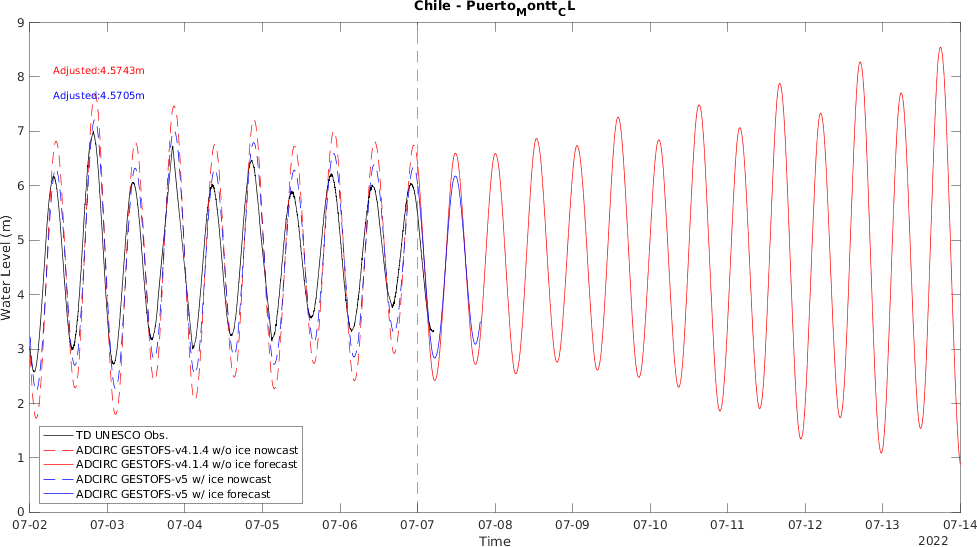 Chile - PuertoMonttCL
Adjusted:4.5743m
Adjusted:4.5705m
Water Level (m)
9
8
7
6
5
4
3
2
1
0
TD UNESCO Obs.
ADCIRC GESTOFS-v4.1.4 w/o ice nowcast
ADCIRC GESTOFS-v4.1.4 w/o ice forecast
ADCIRC GESTOFS-v5 w/ ice nowcast
ADCIRC GESTOFS-v5 w/ ice forecast
07-02 07-03 07-04 07-05 07-06 07-07 07-08 07-09 07-10 07-11 07-12 07-13 07-14
Time
2022